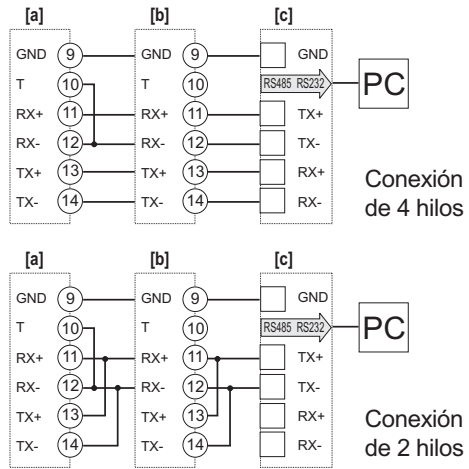 [a] [b] [c]
GND 9 GND 9 GND
T 10 T 10 RS485 RS232 PC
RX+ 11 RX+ 11 TX+
RX- 12 RX- 12 TX-
TX+ 13 TX+ 13 RX+
TX- 14 TX- 14 RX-
Conexión
de 4 hilos
[a] [b] [c]
GND 9 GND 9 GND
T 10 T 10 RS485 RS232 PC
RX+ 11 RX+ 11 TX+
RX- 12 RX- 12 TX-
TX+ 13 TX+ 13 RX+
TX- 14 TX- 14 RX-
Conexión
de 2 hilos